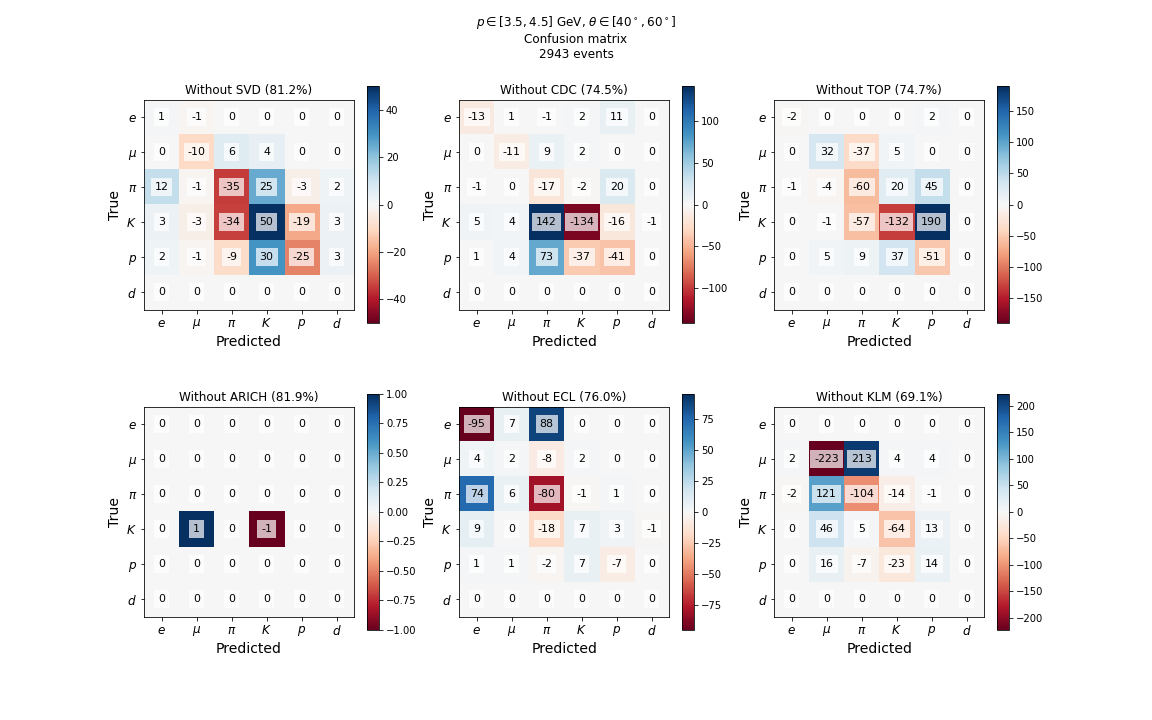 p ∈ [3.5, 4.5] GeV, θ ∈ [40°, 60°]
Confusion matrix
2943 events
Without SVD (81.2%)
True
e 1 -1 0 0 0 0
μ 0 -10 6 4 0 0
π 12 -1 -35 25 -3 2
K 3 -3 -34 50 -19 3
p 2 -1 -9 30 -25 3
d 0 0 0 0 0 0
e μ π K p d
Predicted
40
20
0
−20
−40
Without CDC (74.5%)
True
e -13 1 -1 2 11 0
μ 0 -11 9 2 0 0
π -1 0 -17 -2 20 0
K 5 4 142 -134 -16 -1
p 1 4 73 -37 -41 0
d 0 0 0 0 0 0
e μ π K p d
Predicted
100
50
0
−50
−100
Without TOP (74.7%)
True
e -2 0 0 0 2 0
μ 0 32 -37 5 0 0
π -1 -4 -60 20 45 0
K 0 -1 -57 -132 190 0
p 0 5 9 37 -51 0
d 0 0 0 0 0 0
e μ π K p d
Predicted
150
100
50
0
−50
−100
−150
Without ARICH (81.9%)
True
e 0 0 0 0 0 0
μ 0 0 0 0 0 0
π 0 0 0 0 0 0
K 0 1 0 -1 0 0
p 0 0 0 0 0 0
d 0 0 0 0 0 0
e μ π K p d
Predicted
1.00
0.75
0.50
0.25
0.00
−0.25
−0.50
−0.75
−1.00
Without ECL (76.0%)
True
e -95 7 88 0 0 0
μ 4 2 -8 2 0 0
π 74 6 -80 -1 1 0
K 9 0 -18 7 3 -1
p 1 1 -2 7 -7 0
d 0 0 0 0 0 0
e μ π K p d
Predicted
75
50
25
0
−25
−50
−75
Without KLM (69.1%)
True
e 0 0 0 0 0 0
μ 2 -223 213 4 4 0
π -2 121 -104 -14 -1 0
K 0 46 5 -64 13 0
p 0 16 -7 -23 14 0
d 0 0 0 0 0 0
e μ π K p d
Predicted
200
150
100
50
0
−50
−100
−150
−200